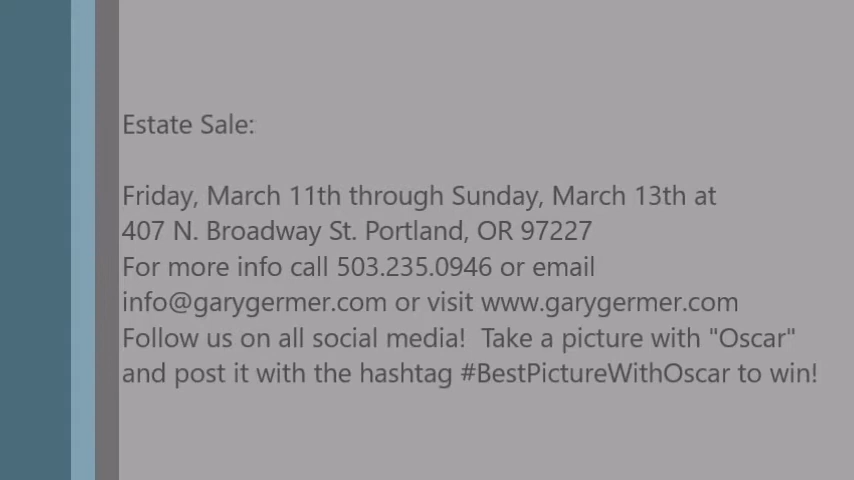 Estate Sale:
Friday, March 11th through Sunday, March 13th at
407 N. Broadway St. Portland, OR 97227
For more info call 503.235.0946 or email
info@garygermer.com or visit www.garygermer.com
Follow us on all social media!  Take a picture with "Oscar"
and post it with the hashtag #BestPictureWithOscar to win!